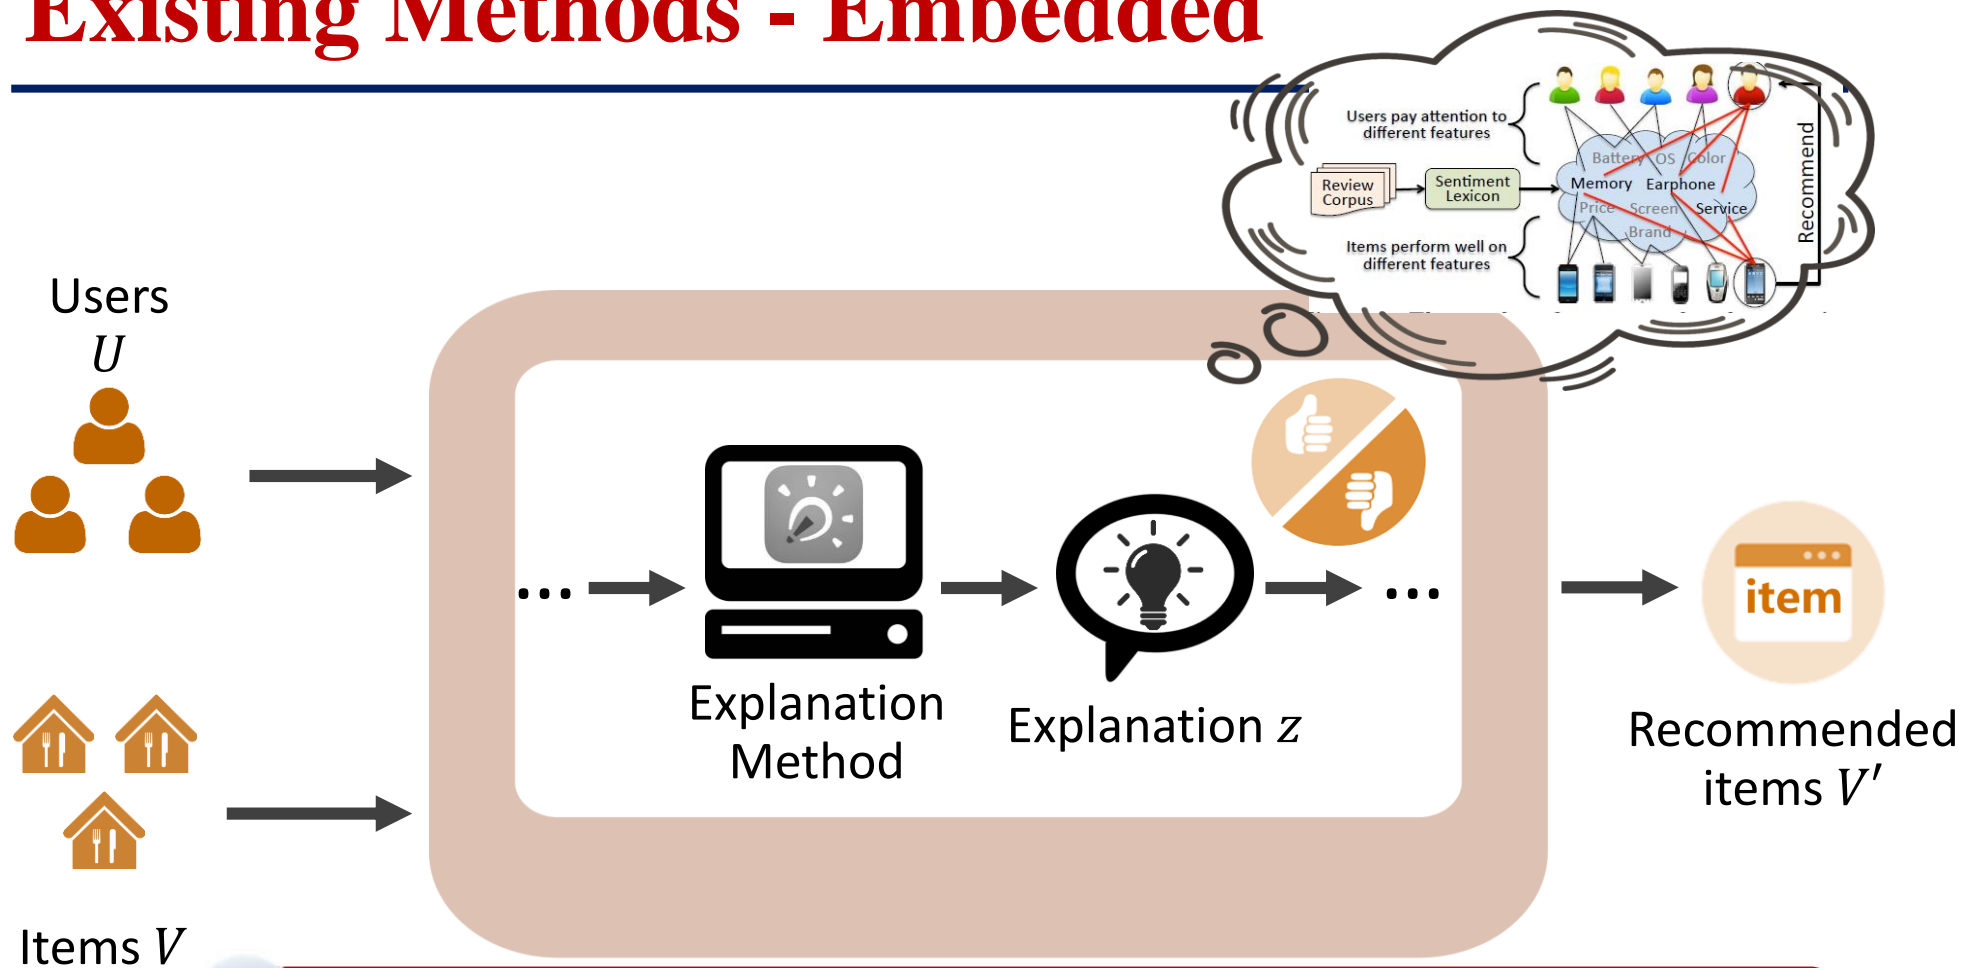 Existing Methods - Embedded
Users pay attention to
different features
Battery OS Color
Memory Earphone
Price Screen Service
Brand
Review
Corpus
Sentiment
Lexicon
Recommend
Items perform well on
different features
Users
U
...
...
item
Explanation
Method
Explanation z
Recommended
items V′
Items V